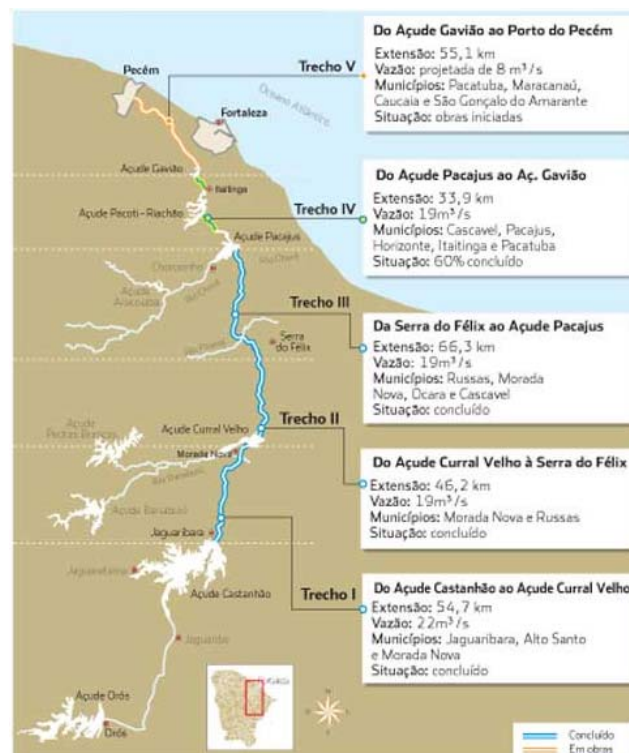 Do Açude Gavião ao Porto do Pecém
Extensão: 55,1 km
Vazão: projetada de 8 m³/s
Municípios: Pacatuba, Maracanaú,
Caucaia e São Gonçalo do Amarante
Situação: obras iniciadas
Trecho V
Pecém
Fortaleza
Oceano Atlântico
Açude Gavião
Itaitinga
Do Açude Pacajus ao Aç. Gavião
Extensão: 33,9 km
Vazão: 19m³/s
Municípios: Cascavel, Pacajus,
Horizonte, Itaitinga e Pacatuba
Situação: 60% concluído
Trecho IV
Açude Pacoti-Riachão
Açude Pacajus
Chorozinho
Rio Choró
Açude
Aracoiaba
Rio Choró
Da Serra do Félix ao Açude Pacajus
Extensão: 66,3 km
Vazão: 19m³/s
Municípios: Russas, Morada
Nova, Ocara e Cascavel
Situação: concluído
Trecho III
Serra
do Félix
Do Açude Curral Velho à Serra do Félix
Extensão: 46,2 km
Vazão: 19m³/s
Municípios: Morada Nova e Russas
Situação: concluído
Trecho II
Açude Curral Velho
Açude
Pedras Brancas
Morada Nova
Rio Banabuiú
Açude Banabuiú
Jaguaribara
Do Açude Castanhão ao Açude Curral Velho
Extensão: 54,7 km
Vazão: 22m³/s
Municípios: Jaguaribara, Alto Santo
e Morada Nova
Situação: concluído
Trecho I
Açude Castanhão
Açude Orós
Orós
Concluído
Em obras